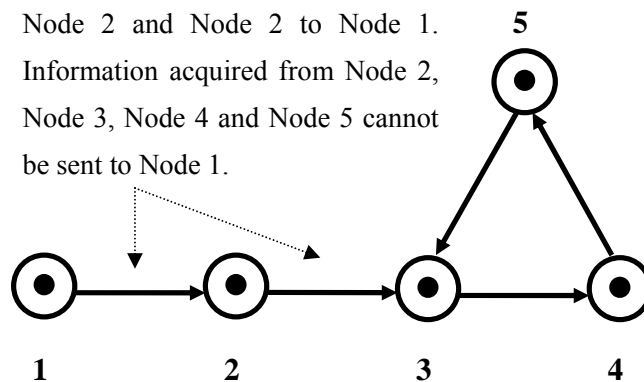 Node 2 and Node 2 to Node 1.
Information acquired from Node 2,
Node 3, Node 4 and Node 5 cannot
be sent to Node 1.
5
1 2 3 4